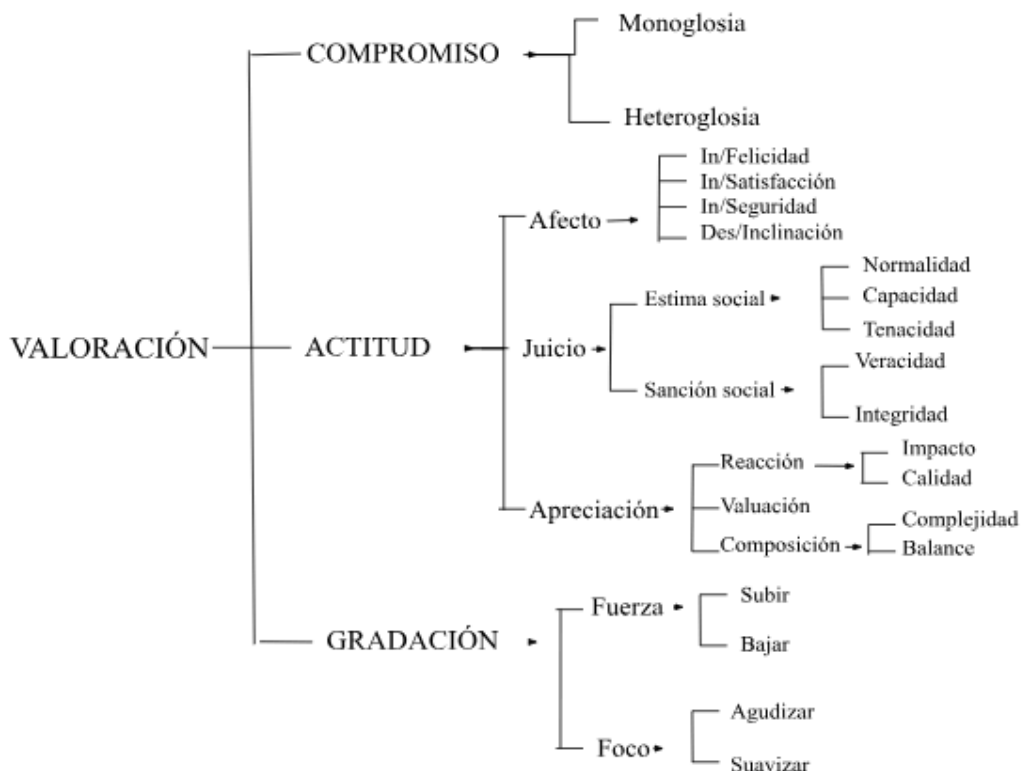 Monoglosia
COMPROMISO
Heteroglosia
In/Felicidad
In/Satisfacción
In/Seguridad
Afecto
Des/Inclinación
Normalidad
Estima social
Capacidad
Tenacidad
VALORACIÓN
ACTITUD
Juicio
Veracidad
Sanción social
Integridad
Impacto
Reacción
Calidad
Apreciación
Valuación
Complejidad
Composición
Balance
Subir
Fuerza
GRADACIÓN
Bajar
Agudizar
Foco
Suavizar